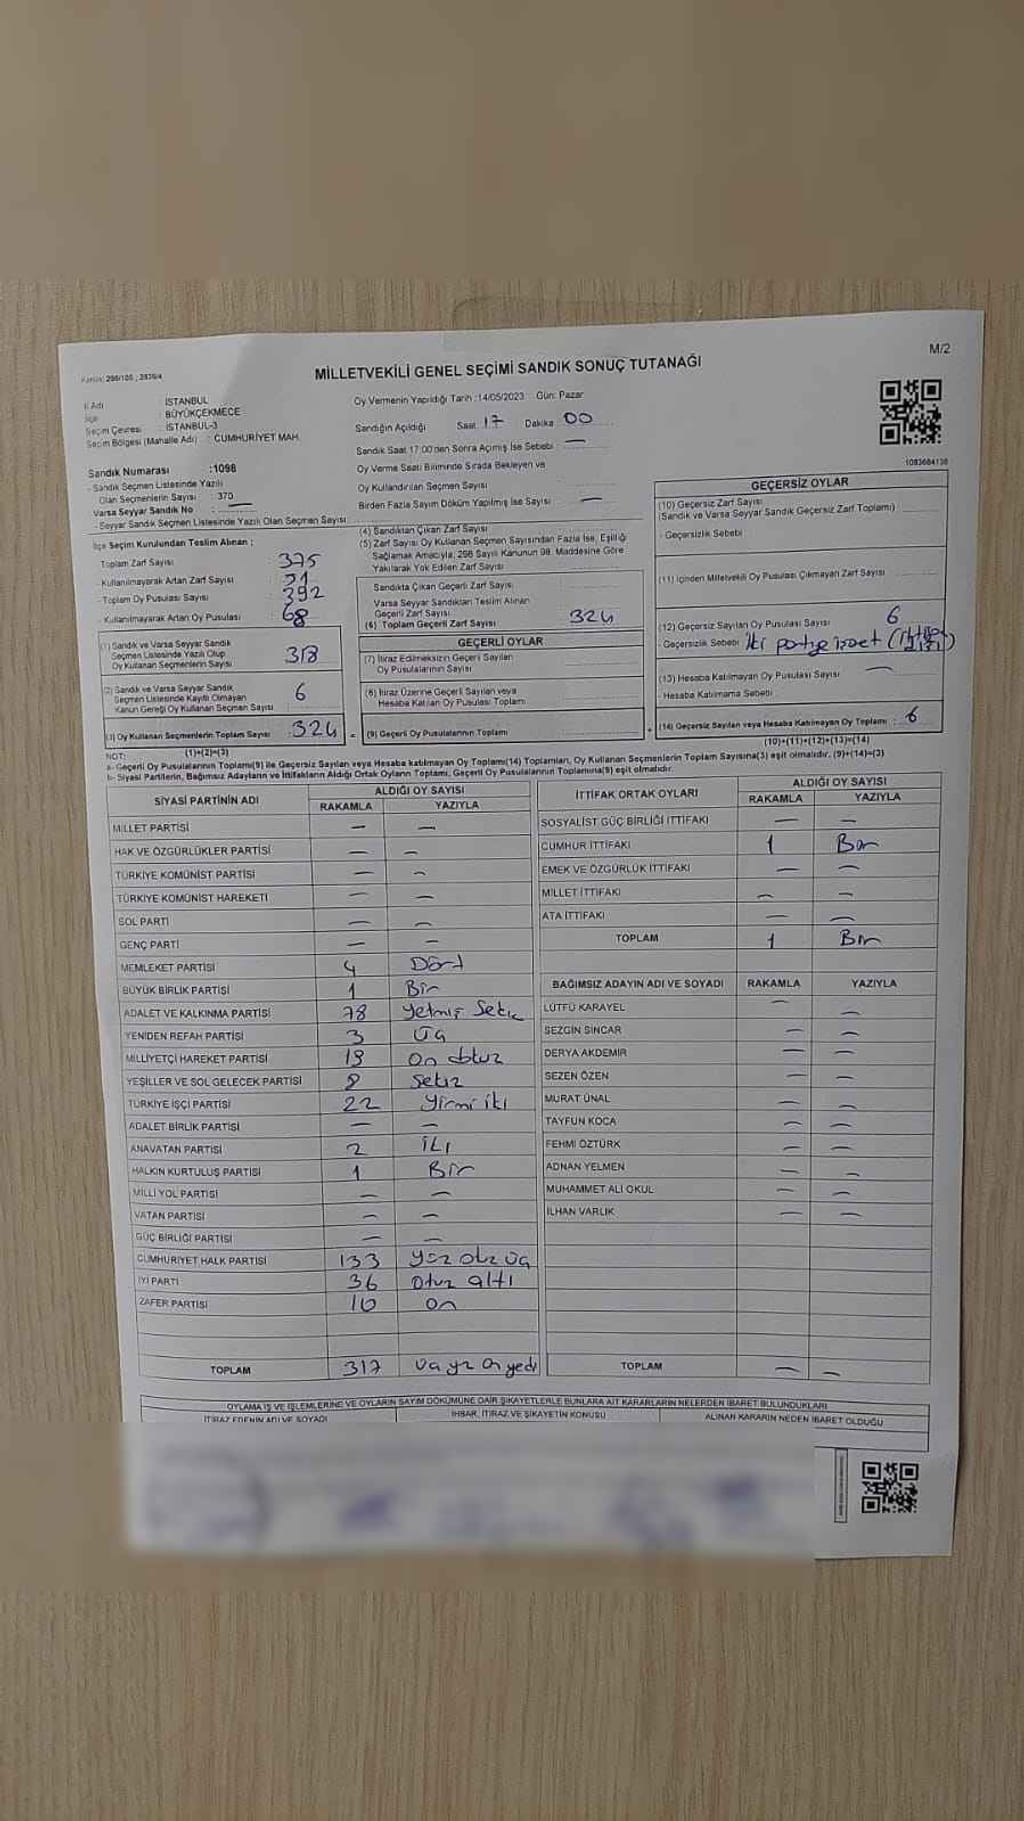 M/2
MİLLETVEKİLİ GENEL SEÇİMİ SANDIK SONUÇ TUTANAĞI
İl Adı : İSTANBUL
İlçe : BÜYÜKÇEKMECE
Seçim Çevresi : İSTANBUL-3
Seçim Bölgesi (Mahalle Adı) : CUMHURİYET MAH.
Oy Vermenin Yapıldığı Tarih :14/05/2023 Gün: Pazar
Sandığın Açıldığı Saat 17 Dakika 00
Sandık Saat 17:00'den Sonra Açılmış İse Sebebi —
Oy Verme Saati Bitiminde Sırada Bekleyen ve
Oy Kullandırılan Seçmen Sayısı
Birden Fazla Sayım Döküm Yapılmış İse Sayısı —
1093684138
Sandık Numarası :1098
- Sandık Seçmen Listesinde Yazılı
Olan Seçmenlerin Sayısı : 370
Varsa Seyyar Sandık No : —
- Seyyar Sandık Seçmen Listesinde Yazılı Olan Seçmen Sayısı
İlçe Seçim Kurulundan Teslim Alınan :
Toplam Zarf Sayısı : 375
- Kullanılmayarak Artan Zarf Sayısı : 51
- Toplam Oy Pusulası Sayısı : 392
- Kullanılmayarak Artan Oy Pusulası : 68
(1) Sandık ve Varsa Seyyar Sandık
Seçmen Listesinde Yazılı Olup
Oy Kullanan Seçmenlerin Sayısı : 318
(2) Sandık ve Varsa Seyyar Sandık
Seçmen Listesinde Kayıtlı Olmayan
Kanun Gereği Oy Kullanan Seçmen Sayısı : 6
(3) Oy Kullanan Seçmenlerin Toplam Sayısı : 324
(1)+(2)=(3)
(4) Sandıktan Çıkan Zarf Sayısı
(5) Zarf Sayısı Oy Kullanan Seçmen Sayısından Fazla İse, Eşitliği
Sağlamak Amacıyla, 298 Sayılı Kanunun 98. Maddesine Göre
Yakılarak Yok Edilen Zarf Sayısı
Sandıkta Çıkan Geçerli Zarf Sayısı
Varsa Seyyar Sandıktan Teslim Alınan
Geçerli Zarf Sayısı
(6) Toplam Geçerli Zarf Sayısı 324
GEÇERLİ OYLAR
(7) İtiraz Edilmeksizin Geçerli Sayılan
Oy Pusulalarının Sayısı
(8) İtiraz Üzerine Geçerli Sayılan veya
Hesaba Katılan Oy Pusulası Toplamı
= (9) Geçerli Oy Pusulalarının Toplamı
GEÇERSİZ OYLAR
(10) Geçersiz Zarf Sayısı
(Sandık ve Varsa Seyyar Sandık Geçersiz Zarf Toplamı)
- Geçersizlik Sebebi
(11) İçinden Milletvekili Oy Pusulası Çıkmayan Zarf Sayısı
(12) Geçersiz Sayılan Oy Pusulası Sayısı 6
- Geçersizlik Sebebi İki partiye
(13) Hesaba Katılmayan Oy Pusulası Sayısı —
- Hesaba Katılmama Sebebi
+ (14) Geçersiz Sayılan veya Hesaba Katılmayan Oy Toplamı : 6
(10)+(11)+(12)+(13)=(14)
NOT:
a- Geçerli Oy Pusulalarının Toplamı(9) ile Geçersiz Sayılan veya Hesaba katılmayan Oy Toplamı(14) Toplamları, Oy Kullanan Seçmenlerin Toplam Sayısına(3) eşit olmalıdır. (9)+(14)=(3)
b- Siyasi Partilerin, Bağımsız Adayların ve İttifakların Aldığı Ortak Oyların Toplamı, Geçerli Oy Pusulalarının Toplamına(9) eşit olmalıdır.
SİYASİ PARTİNİN ADI ALDIĞI OY SAYISI
RAKAMLA YAZIYLA
MİLLET PARTİSİ — —
HAK VE ÖZGÜRLÜKLER PARTİSİ — —
TÜRKİYE KOMÜNİST PARTİSİ — —
TÜRKİYE KOMÜNİST HAREKETİ — —
SOL PARTİ — —
GENÇ PARTİ — —
MEMLEKET PARTİSİ 4 Dört
BÜYÜK BİRLİK PARTİSİ 1 Bir
ADALET VE KALKINMA PARTİSİ 78 Yetmiş Sekiz
YENİDEN REFAH PARTİSİ 3 Üç
MİLLİYETÇİ HAREKET PARTİSİ 19 On
YEŞİLLER VE SOL GELECEK PARTİSİ 8 Sekiz
TÜRKİYE İŞÇİ PARTİSİ 22 Yirmi iki
ADALET BİRLİK PARTİSİ — —
ANAVATAN PARTİSİ 2 İki
HALKIN KURTULUŞ PARTİSİ 1 Bir
MİLLİ YOL PARTİSİ — —
VATAN PARTİSİ — —
GÜÇ BİRLİĞİ PARTİSİ — —
CUMHURİYET HALK PARTİSİ 133 Yüz otuz üç
İYİ PARTİ 36 Otuz altı
ZAFER PARTİSİ 10 On
TOPLAM 317 Üç yüz On yedi
İTTİFAK ORTAK OYLARI ALDIĞI OY SAYISI
RAKAMLA YAZIYLA
SOSYALİST GÜÇ BİRLİĞİ İTTİFAKI — —
CUMHUR İTTİFAKI 1 Bir
EMEK VE ÖZGÜRLÜK İTTİFAKI — —
MİLLET İTTİFAKI — —
ATA İTTİFAKI — —
TOPLAM 1 Bir
BAĞIMSIZ ADAYIN ADI VE SOYADI RAKAMLA YAZIYLA
LÜTFÜ KARAYEL — —
SEZGİN SİNCAR — —
DERYA AKDEMİR — —
SEZEN ÖZEN — —
MURAT ÜNAL — —
TAYFUN KOCA — —
FEHMİ ÖZTÜRK — —
ADNAN YELMEN — —
MUHAMMET ALİ OKUL — —
İLHAN VARLIK — —
TOPLAM — —
OYLAMA İŞ VE İŞLEMLERİNE VE OYLARIN SAYIM DÖKÜMÜNE DAİR ŞİKAYETLERLE BUNLARA AİT KARARLARIN NELERDEN İBARET BULUNDUKLARI
İTİRAZ EDENİN ADI VE SOYADI İHBAR, İTİRAZ VE ŞİKAYETİN KONUSU ALINAN KARARIN NEDEN İBARET OLDUĞU